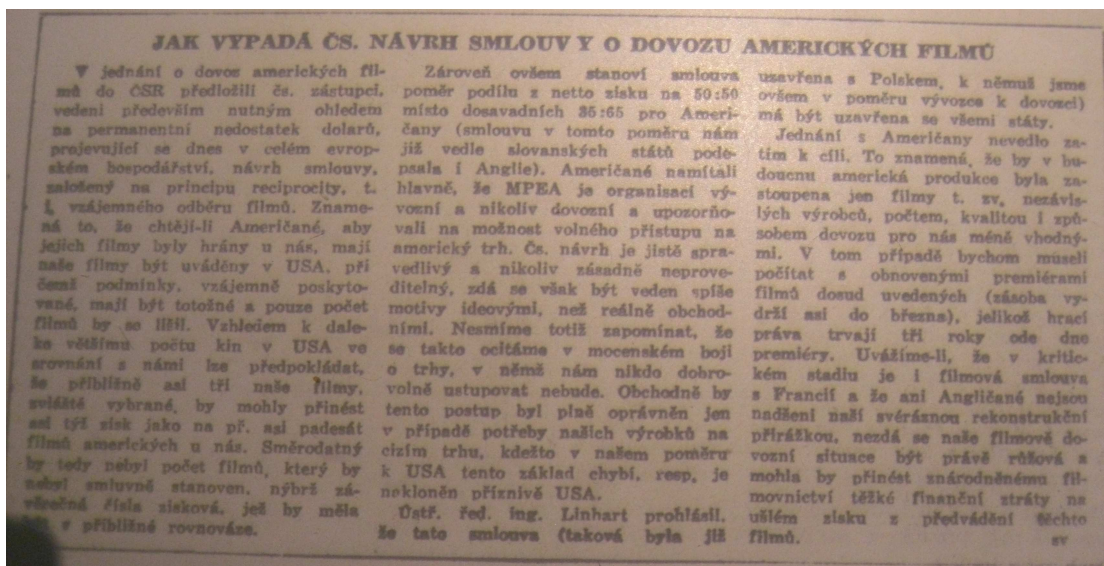 JAK VYPADÁ ČS. NÁVRH SMLOUVY O DOVOZU AMERICKÝCH FILMŮ
V jednání o dovoz amerických fil-
mů do ČSR předložili čs. zástupci,
vedeni především nutným ohledem
na permanentní nedostatek dolarů,
projevující se dnes v celém evrop-
ském hospodářství, návrh smlouvy,
založený na principu reciprocity, t.
j. vzájemného odběru filmů. Zname-
ná to, že chtějí-li Američané, aby
jejich filmy byly hrány u nás, mají
naše filmy být uváděny v USA, při
čemž podmínky, vzájemně poskyto-
vané, mají být totožné a pouze počet
filmů by se lišil. Vzhledem k dale-
ko většímu počtu kin v USA ve
srovnání s námi lze předpokládat,
že přibližně asi tři naše filmy,
zvláště vybrané, by mohly přinést
asi týž zisk jako na př. asi padesát
filmů amerických u nás. Směrodatný
by tedy nebyl počet filmů, který by
nebyl smluvně stanoven, nýbrž zá-
věrečná čísla zisková, jež by měla
být v přibližné rovnováze.
Zároveň ovšem stanoví smlouva
poměr podílu z netto zisku na 50:50
místo dosavadních 35:65 pro Ameri-
čany (smlouvu v tomto poměru nám
již vedle slovanských států pode-
psala i Anglie). Američané namítali
hlavně, že MPEA je organisací vý-
vozní a nikoliv dovozní a upozorňo-
vali na možnost volného přístupu na
americký trh. Čs. návrh je jistě spra-
vedlivý a nikoliv zásadně neprove-
ditelný, zdá se však být veden spíše
motivy ideovými, než reálně obchod-
ními. Nesmíme totiž zapomínat, že
se takto ocitáme v mocenském boji
o trhy, v němž nám nikdo dobro-
volně ustupovat nebude. Obchodně by
tento postup byl plně oprávněn jen
v případě potřeby našich výrobků na
cizím trhu, kdežto v našem poměru
k USA tento základ chybí, resp. je
nakloněn příznivě USA.
Ústř. řed. ing. Linhart prohlásil,
že tato smlouva (taková byla již
uzavřena s Polskem, k němuž jsme
ovšem v poměru vývozce k dovozci)
má být uzavřena se všemi státy.
Jednání s Američany nevedlo za-
tím k cíli. To znamená, že by v bu-
doucnu americká produkce byla za-
stoupena jen filmy t. zv. nezávis-
lých výrobců, počtem, kvalitou i způ-
sobem dovozu pro nás méně vhodný-
mi. V tom případě bychom museli
počítat s obnovenými premiérami
filmů dosud uvedených (zásoba vy-
drží asi do března), jelikož hrací
práva trvají tři roky ode dne
premiéry. Uvážíme-li, že v kritic-
kém stadiu je i filmová smlouva
s Francií a že ani Angličané nejsou
nadšeni naší svéráznou rekonstrukční
přirážkou, nezdá se naše filmově do-
vozní situace být právě růžová a
mohla by přinést znárodněnému fil-
movnictví těžké finanční ztráty na
ušlém zisku z předvádění těchto
filmů.
sv